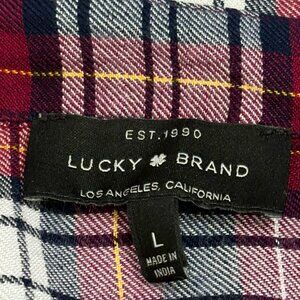 EST.1990
LUCKY BRAND
LOS ANGELES, CALIFORNIA
L
MADE IN
INDIA